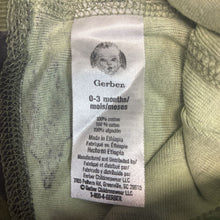 Gerber
0-3 months/
mois/meses
100% cotton
100% coton
100% algodón
Made in Ethiopia
Fabriqué en Éthiopie
Hecho en Etiopía
Manufactured and Distributed by/
Fabriqué et distribué par/
Fabricado y distribuido por:
Gerber Childrenswear LLC
Greenville, SC 29615
© Gerber Childrenswear LLC
1-800-4-GERBER